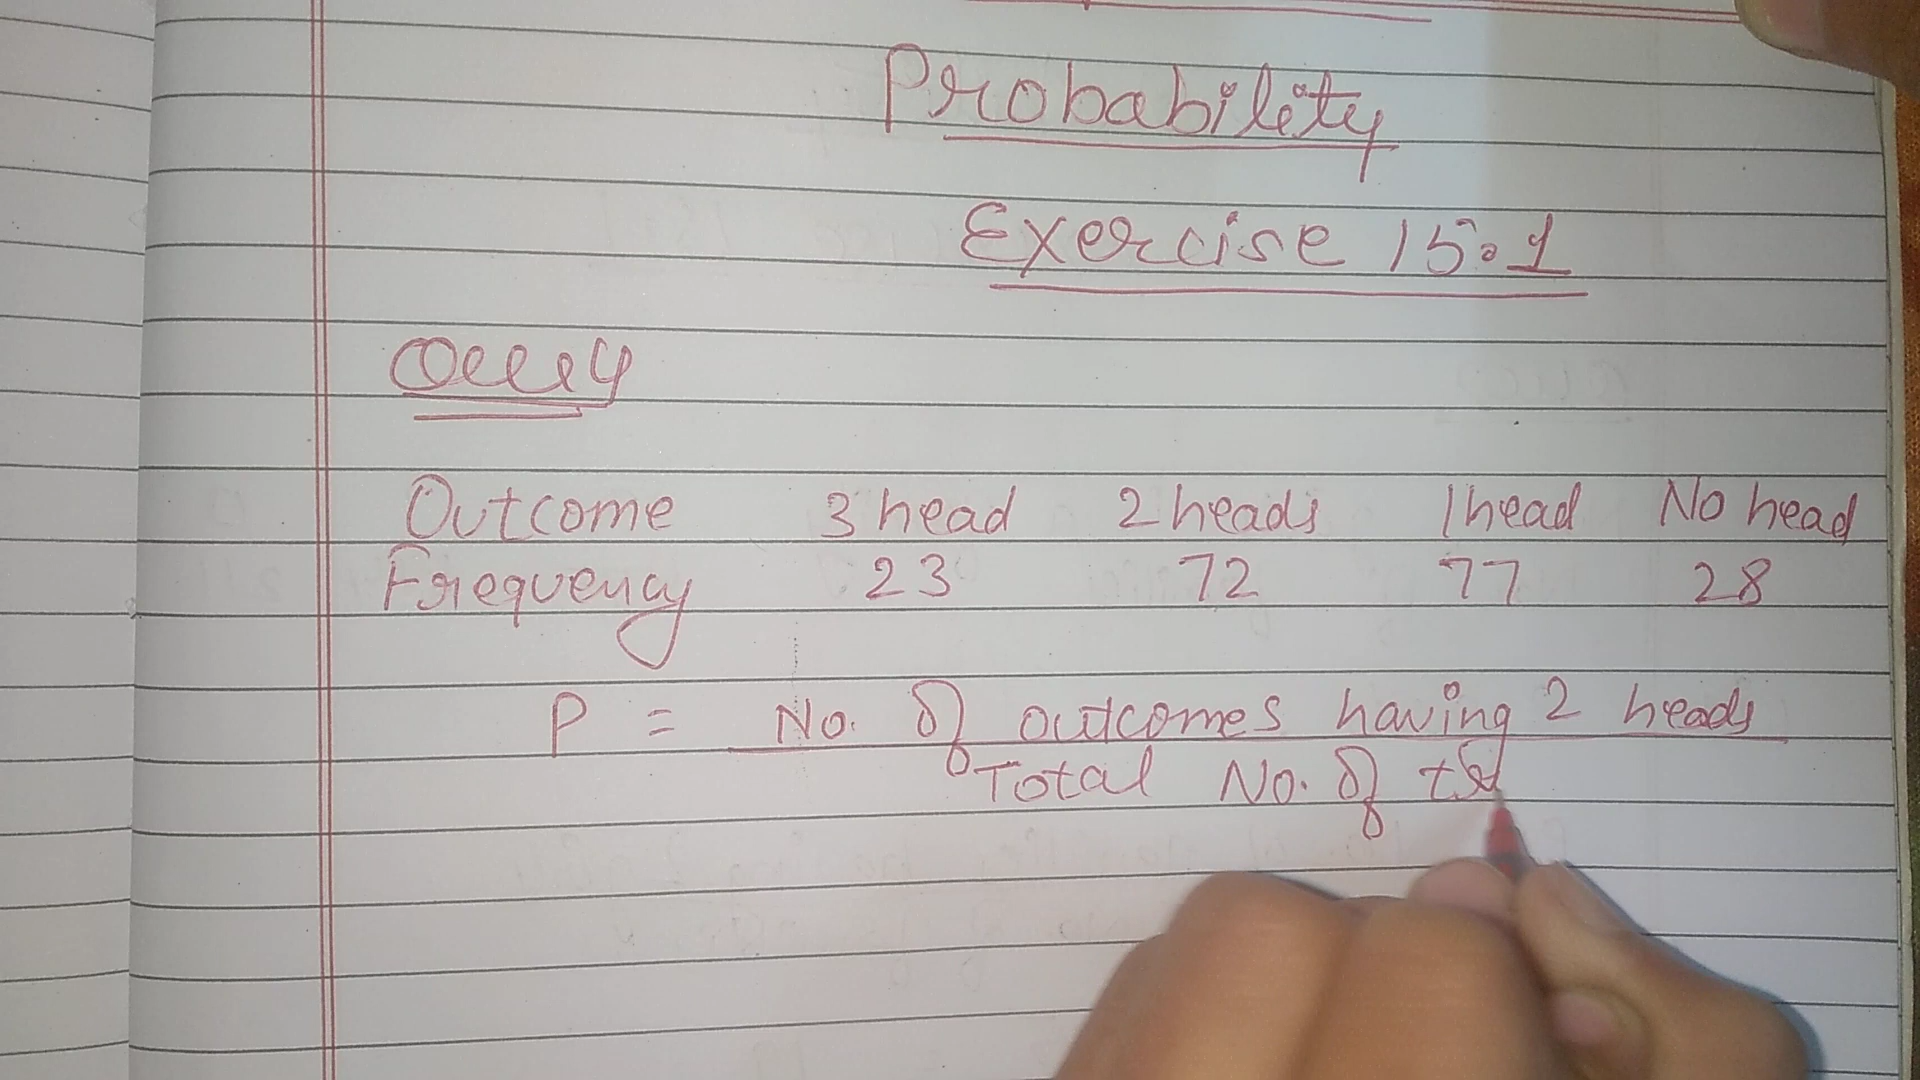 Probability
Exercise 15.1
Outcome 3 head 2 heads 1 head No head
Frequency 23 72 77 28
P = No. of outcomes having 2 heads
Total No. of